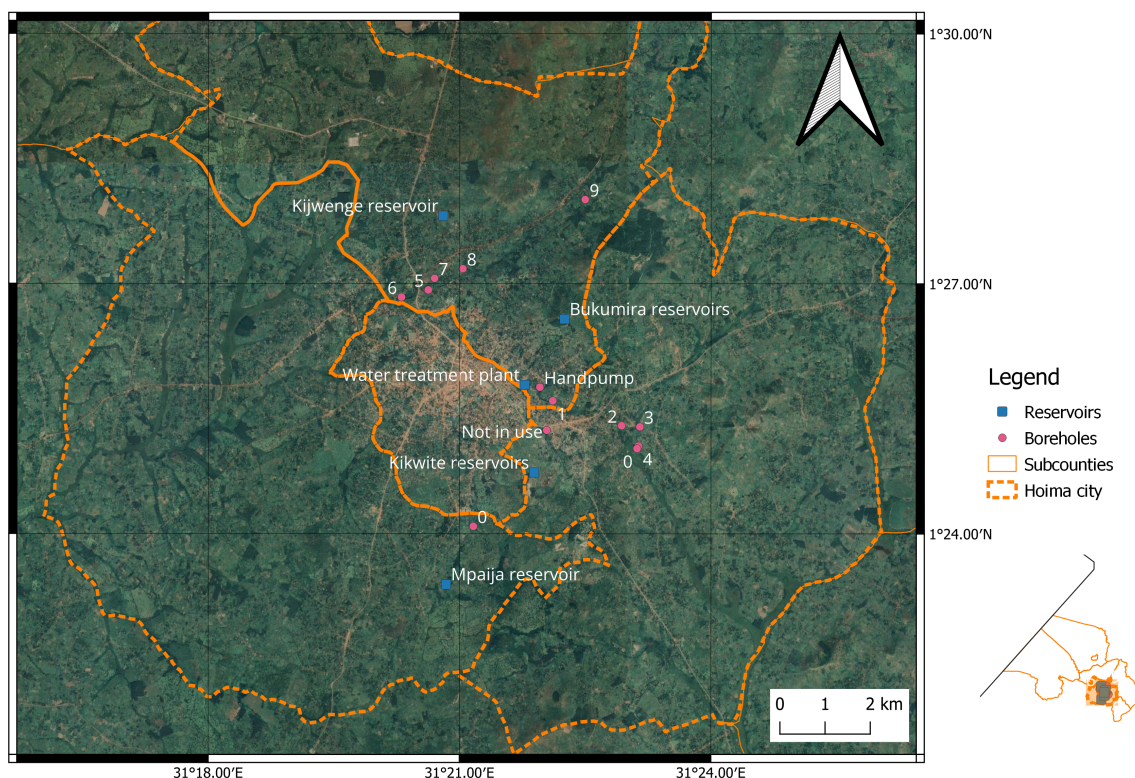 1°30.00′N
9
Kijwenge reservoir
8
7
5
6
1°27.00′N
Bukumira reservoirs
Water treatment plant
Handpump
1
2
3
Not in use
Kikwite reservoirs
0
4
0
1°24.00′N
Mpaija reservoir
Legend
Reservoirs
Boreholes
Subcounties
Hoima city
0 1 2 km
31°18.00′E
31°21.00′E
31°24.00′E